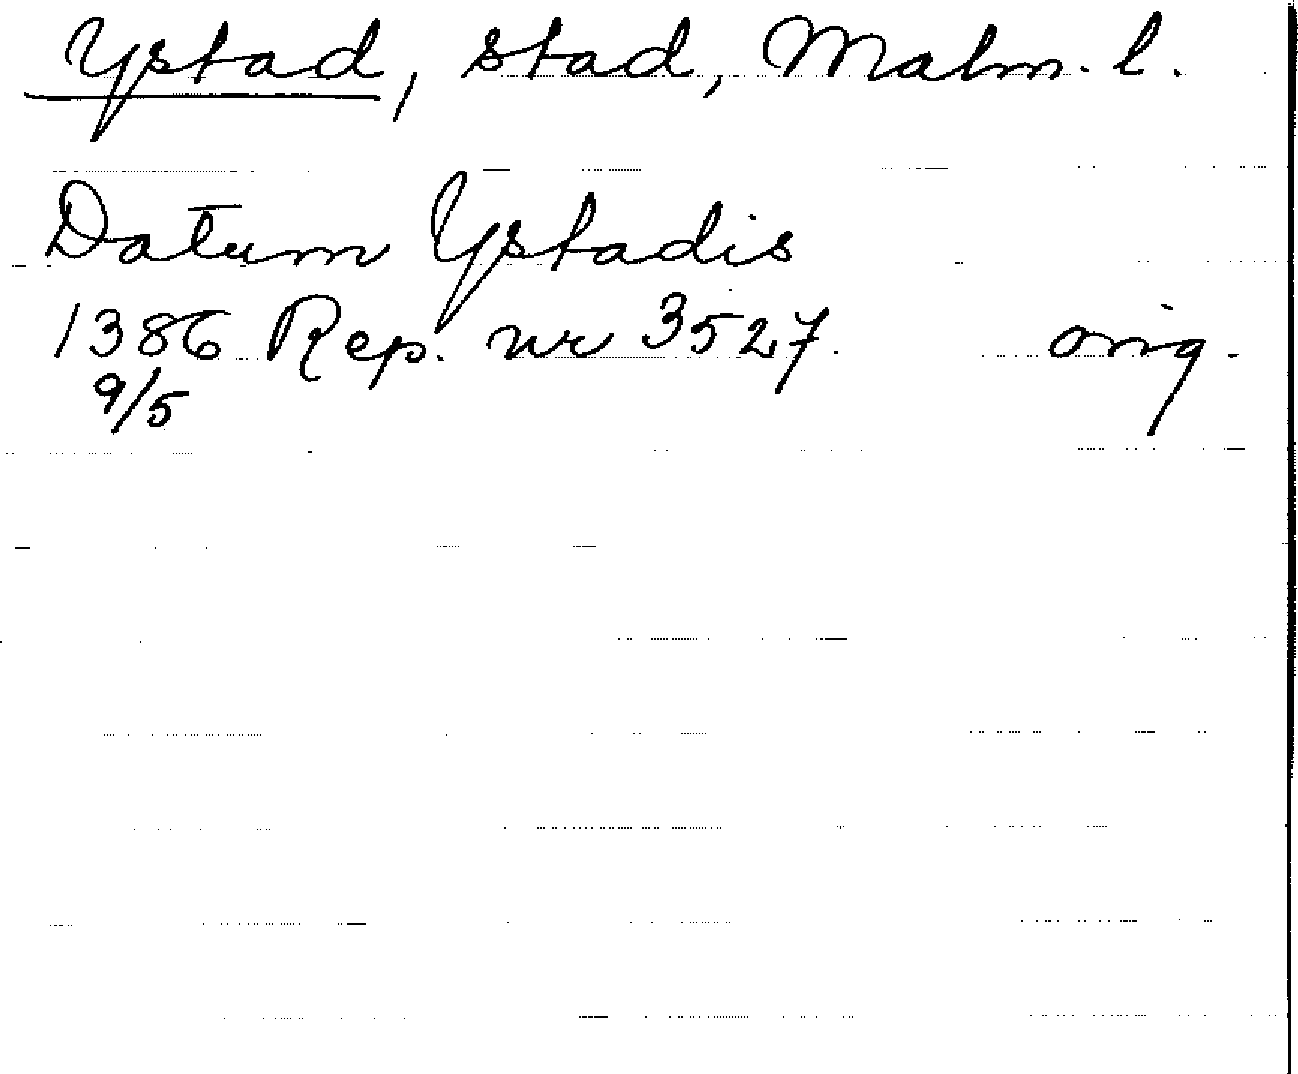 Ystad, stad, Malm. l.
Datum Ystadis
1386 Rep. nr 3527. orig.
9/5